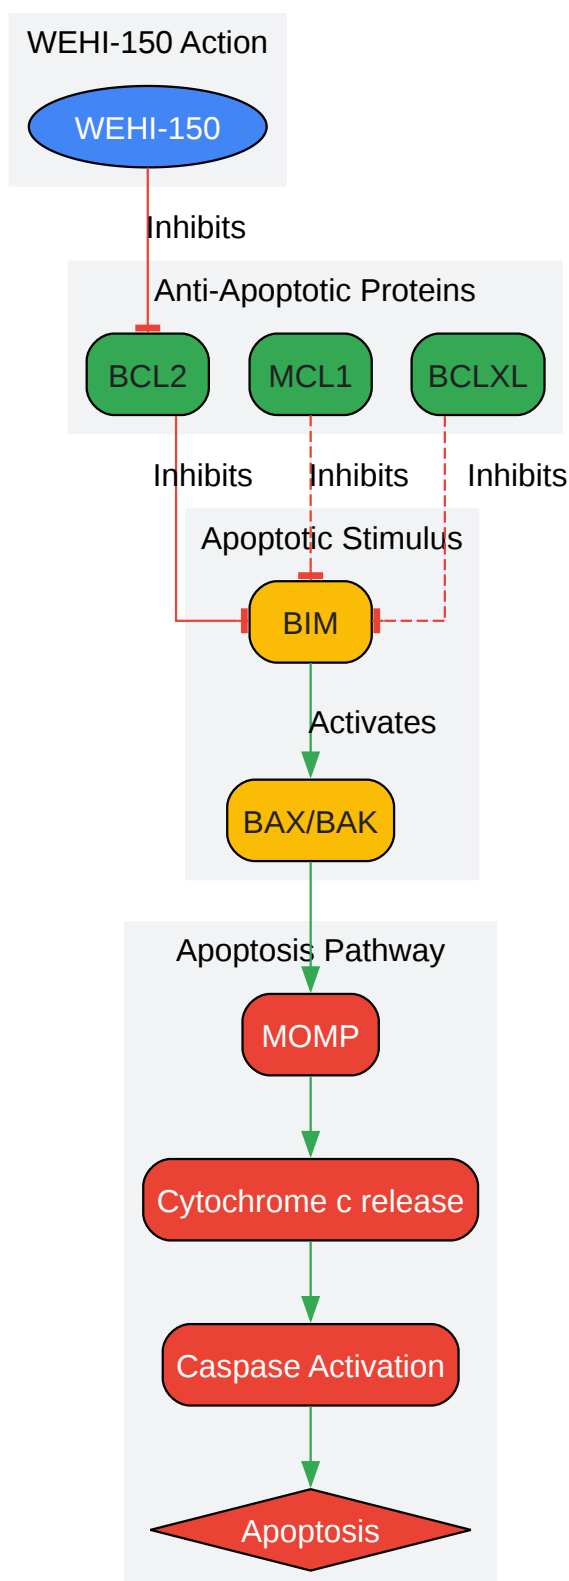 WEHI-150 Action
WEHI-150
Inhibits
Anti-Apoptotic Proteins
BCL2
MCL1
BCLXL
Inhibits
Inhibits
Inhibits
Apoptotic Stimulus
BIM
Activates
BAX/BAK
Apoptosis Pathway
MOMP
Cytochrome c release
Caspase Activation
Apoptosis